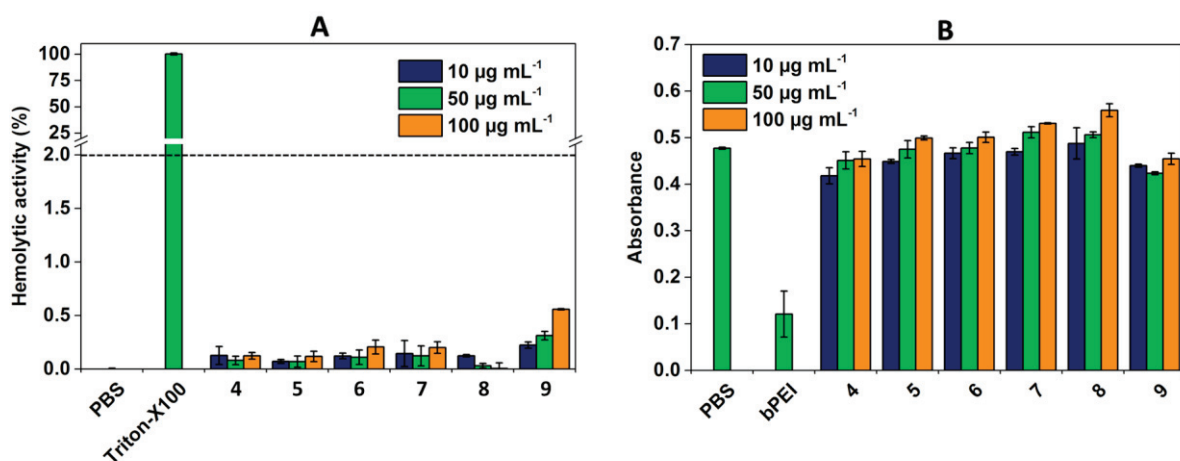 A
Hemolytic activity (%)
100
75
50
25
2.0
1.5
1.0
0.5
0.0
10 µg mL⁻¹
50 µg mL⁻¹
100 µg mL⁻¹
PBS
Triton-X100
4
5
6
7
8
9
B
Absorbance
0.7
0.6
0.5
0.4
0.3
0.2
0.1
0.0
10 µg mL⁻¹
50 µg mL⁻¹
100 µg mL⁻¹
PBS
bPEI
4
5
6
7
8
9